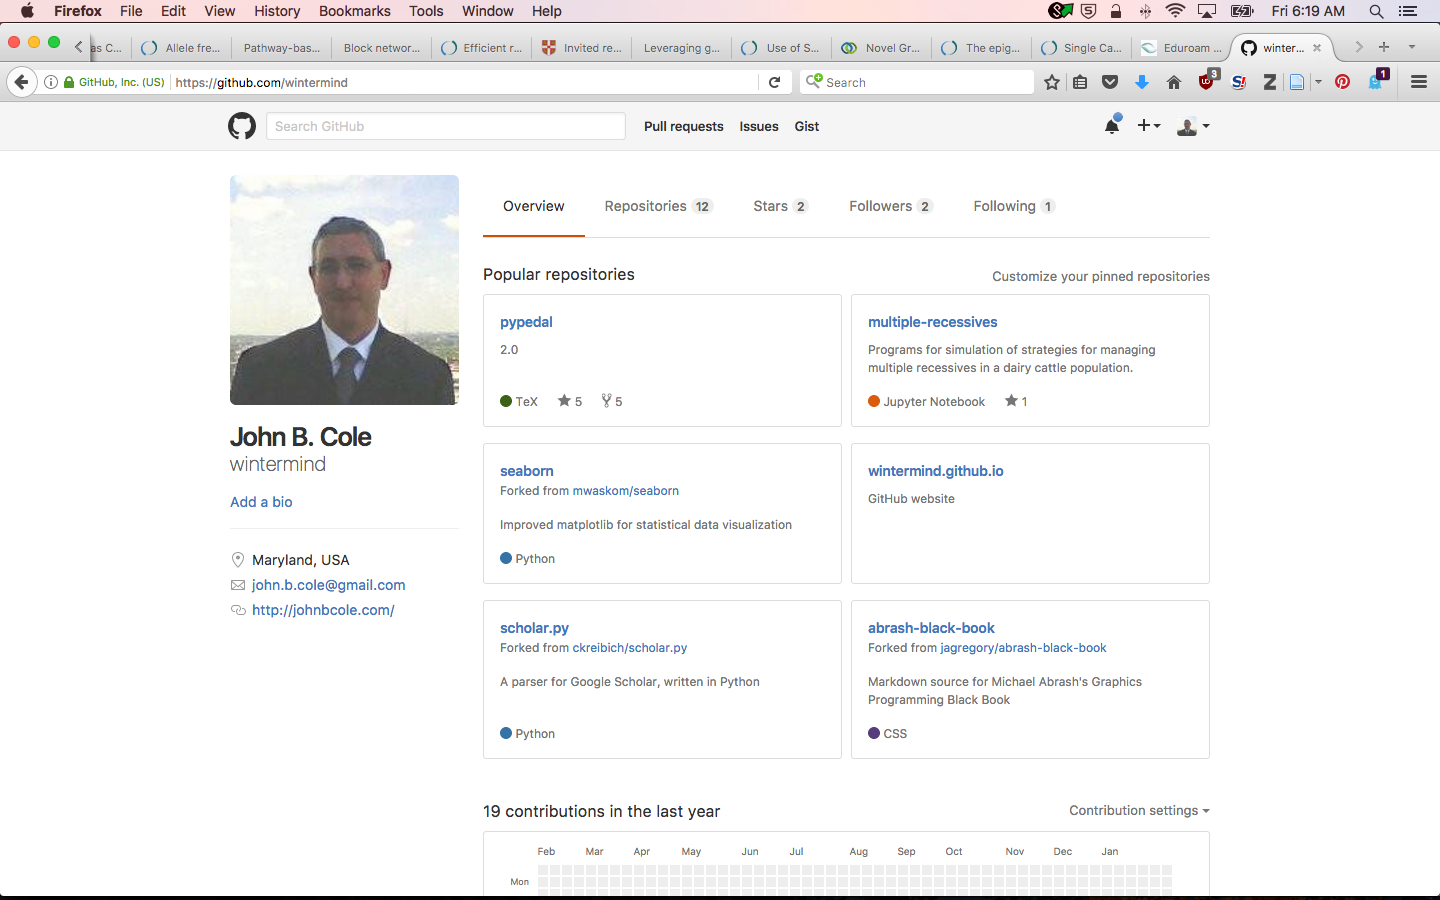 Firefox File Edit View History Bookmarks Tools Window Help
Fri 6:19 AM
as C...
Allele fre...
Pathway-bas...
Block networ...
Efficient r...
Invited re...
Leveraging g...
Use of S...
Novel Gr...
The epig...
Single Ca...
Eduroam ...
winter...
GitHub, Inc. (US) https://github.com/wintermind
Search
3
1
Search GitHub
Pull requests Issues Gist
Overview Repositories 12 Stars 2 Followers 2 Following 1
John B. Cole
wintermind
Add a bio
Maryland, USA
john.b.cole@gmail.com
http://johnbcole.com/
Popular repositories
Customize your pinned repositories
pypedal
2.0
TeX 5 5
multiple-recessives
Programs for simulation of strategies for managing
multiple recessives in a dairy cattle population.
Jupyter Notebook 1
seaborn
Forked from mwaskom/seaborn
Improved matplotlib for statistical data visualization
Python
wintermind.github.io
GitHub website
scholar.py
Forked from ckreibich/scholar.py
A parser for Google Scholar, written in Python
Python
abrash-black-book
Forked from jagregory/abrash-black-book
Markdown source for Michael Abrash's Graphics
Programming Black Book
CSS
19 contributions in the last year
Contribution settings
Feb Mar Apr May Jun Jul Aug Sep Oct Nov Dec Jan
Mon